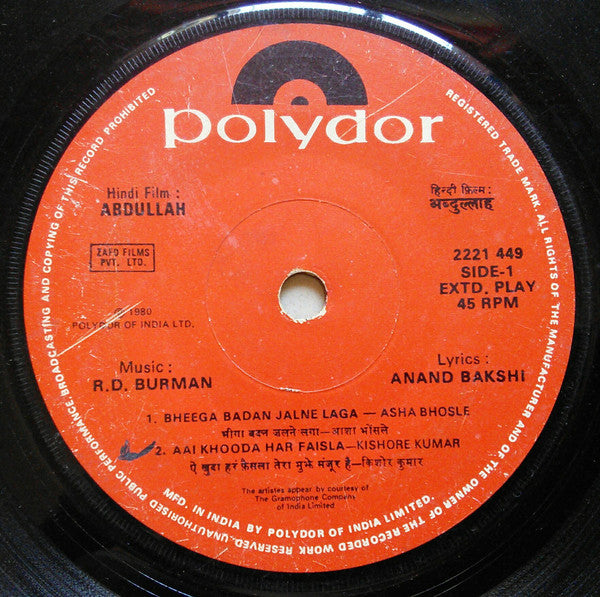 polydor
Hindi Film :
ABDULLAH
हिन्दी फ़िल्म :
अब्दुल्लाह
ZAFD FILMS
PVT. LTD.
2221 449
SIDE-1
EXTD. PLAY
45 RPM
℗ 1980
POLYDOR OF INDIA LTD.
Music :
R.D. BURMAN
Lyrics :
ANAND BAKSHI
1. BHEEGA BADAN JALNE LAGA — ASHA BHOSLE
भीगा बदन जलने लगा — आशा भोंसले
2. AAI KHOODA HAR FAISLA—KISHORE KUMAR
ऐ खुदा हर फ़ैसला तेरा मुझे मंजूर है — किशोर कुमार
The artistes appear by courtesy of
The Gramophone Company
of India Limited
MFD. IN INDIA BY POLYDOR OF INDIA LIMITED.
REGISTERED TRADE MARK. ALL RIGHTS OF THE MANUFACTURER AND OF THE OWNER OF THE RECORDED WORK RESERVED. UNAUTHORISED PUBLIC PERFORMANCE BROADCASTING AND COPYING OF THIS RECORD PROHIBITED